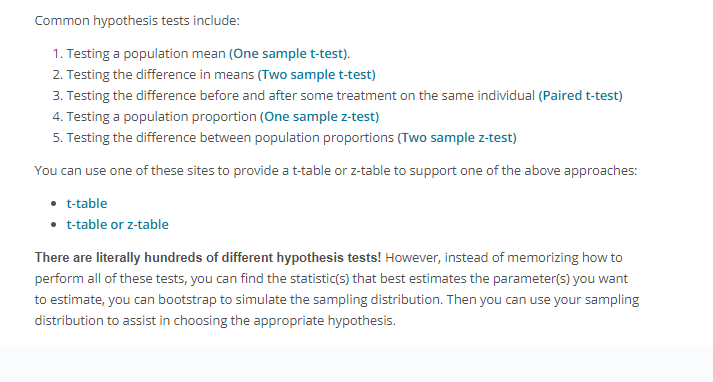 Common hypothesis tests include:
1. Testing a population mean (One sample t-test).
2. Testing the difference in means (Two sample t-test)
3. Testing the difference before and after some treatment on the same individual (Paired t-test)
4. Testing a population proportion (One sample z-test)
5. Testing the difference between population proportions (Two sample z-test)
You can use one of these sites to provide a t-table or z-table to support one of the above approaches:
• t-table
• t-table or z-table
There are literally hundreds of different hypothesis tests! However, instead of memorizing how to
perform all of these tests, you can find the statistic(s) that best estimates the parameter(s) you want
to estimate, you can bootstrap to simulate the sampling distribution. Then you can use your sampling
distribution to assist in choosing the appropriate hypothesis.